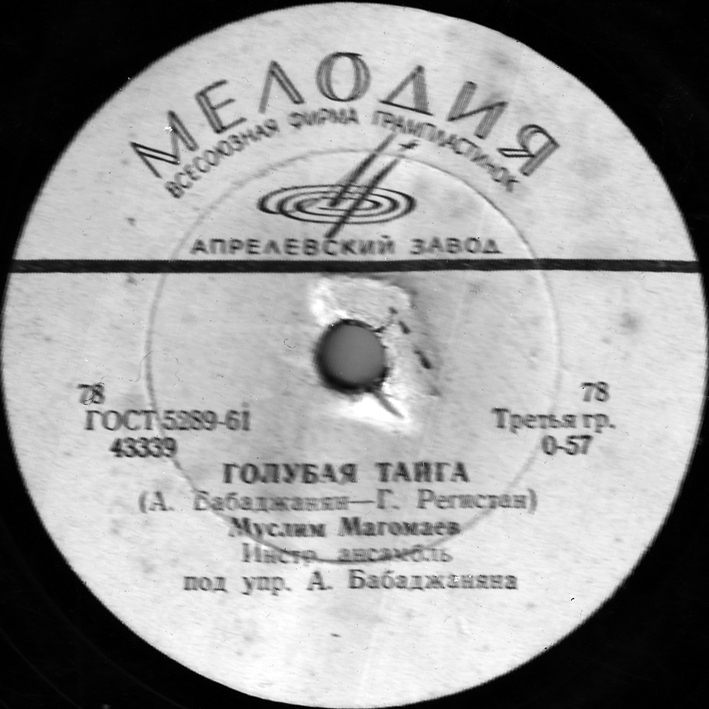 МЕЛОДИЯ
ВСЕСОЮЗНАЯ ФИРМА ГРАМПЛАСТИНОК
АПРЕЛЕВСКИЙ ЗАВОД
78 78
ГОСТ 5289-61 Третья гр.
43339 0-57
ГОЛУБАЯ ТАЙГА
(А. Бабаджанян—Г. Регистан)
Муслим Магомаев
Инстр. ансамбль
под упр. А. Бабаджаняна